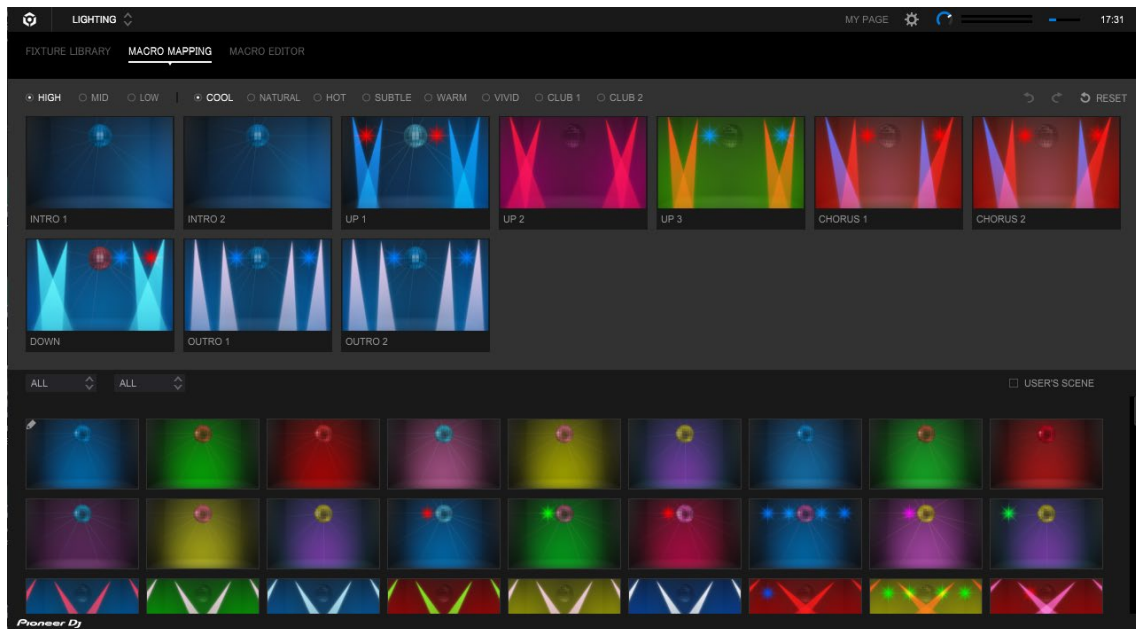 LIGHTING MY PAGE 17:31
FIXTURE LIBRARY MACRO MAPPING MACRO EDITOR
HIGH MID LOW COOL NATURAL HOT SUBTLE WARM VIVID CLUB 1 CLUB 2 RESET
INTRO 1 INTRO 2 UP 1 UP 2 UP 3 CHORUS 1 CHORUS 2
DOWN OUTRO 1 OUTRO 2
ALL ALL USER'S SCENE
Pioneer Dj